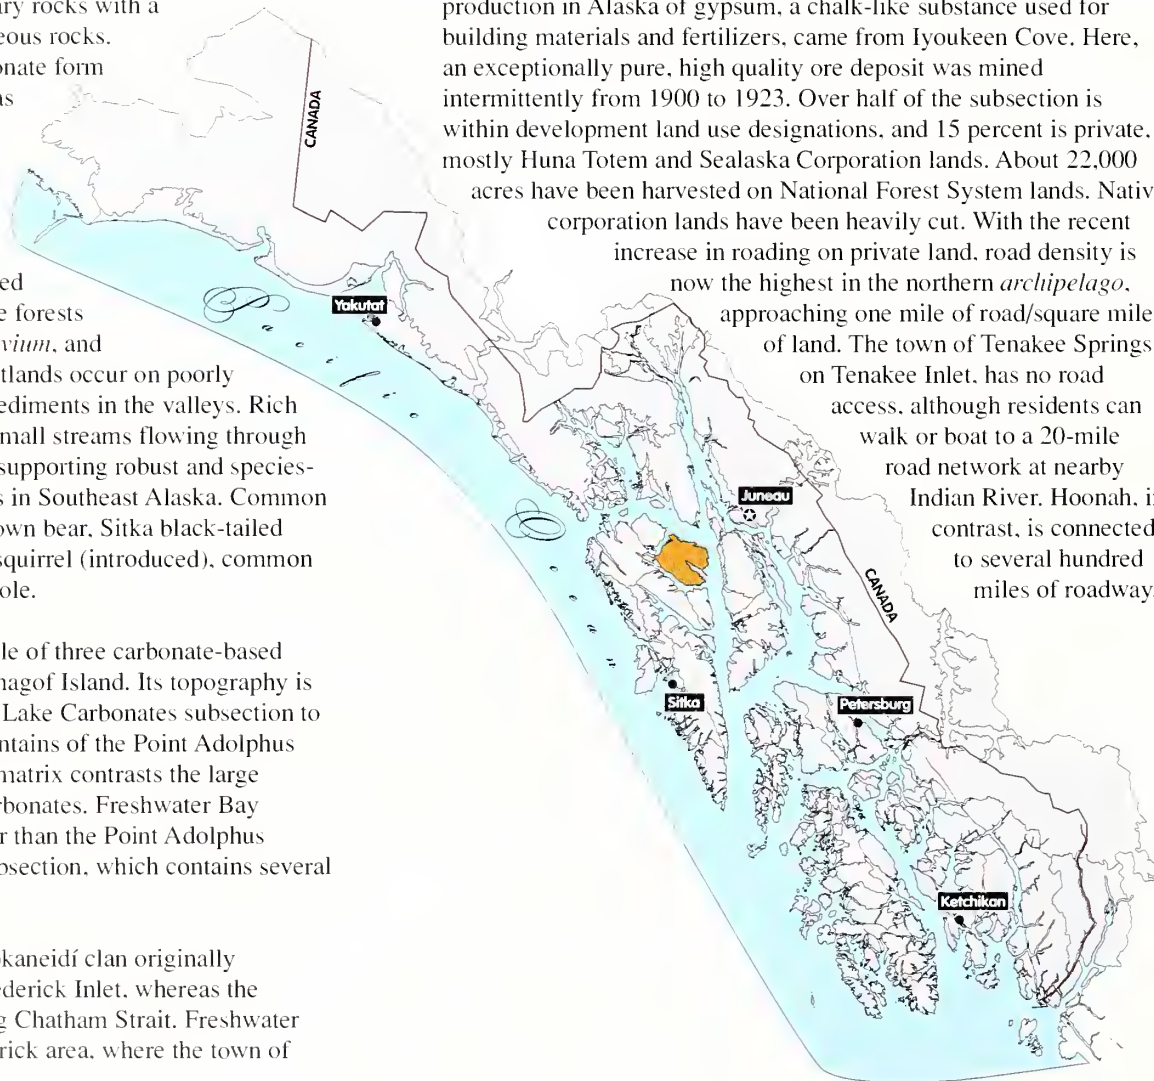 ary rocks with a
eous rocks.
onate form
as
ed
e forests
vium, and
tlands occur on poorly
ediments in the valleys. Rich
mall streams flowing through
supporting robust and species-
s in Southeast Alaska. Common
own bear, Sitka black-tailed
squirrel (introduced), common
ole.
le of three carbonate-based
hagof Island. Its topography is
Lake Carbonates subsection to
ntains of the Point Adolphus
matrix contrasts the large
rbonates. Freshwater Bay
r than the Point Adolphus
bsection, which contains several
kaneidí clan originally
ederick Inlet, whereas the
g Chatham Strait. Freshwater
rick area, where the town of
production in Alaska of gypsum, a chalk-like substance used for
building materials and fertilizers, came from Iyoukeen Cove. Here,
an exceptionally pure, high quality ore deposit was mined
intermittently from 1900 to 1923. Over half of the subsection is
within development land use designations, and 15 percent is private,
mostly Huna Totem and Sealaska Corporation lands. About 22,000
acres have been harvested on National Forest System lands. Nativ
corporation lands have been heavily cut. With the recent
increase in roading on private land, road density is
now the highest in the northern archipelago,
approaching one mile of road/square mile
of land. The town of Tenakee Springs
on Tenakee Inlet, has no road
access, although residents can
walk or boat to a 20-mile
road network at nearby
Indian River. Hoonah, i
contrast, is connected
to several hundred
miles of roadway
CANADA
Yakutat
Pacific
Ocean
Juneau
CANADA
Sitka
Petersburg
Ketchikan